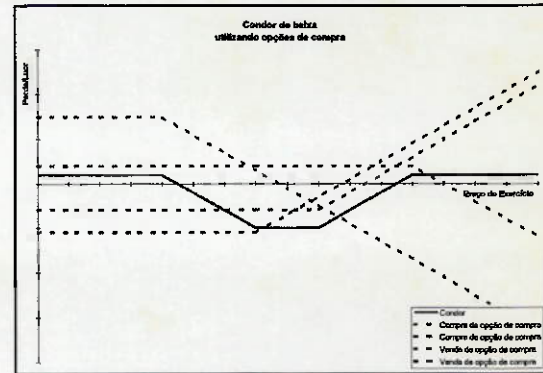 Condor de baixa
utilizando opções de compra
Perda/Lucro
Preço de Exercício
Condor
Compra de opção de compra
Compra de opção de compra
Venda de opção de compra
Venda de opção de compra